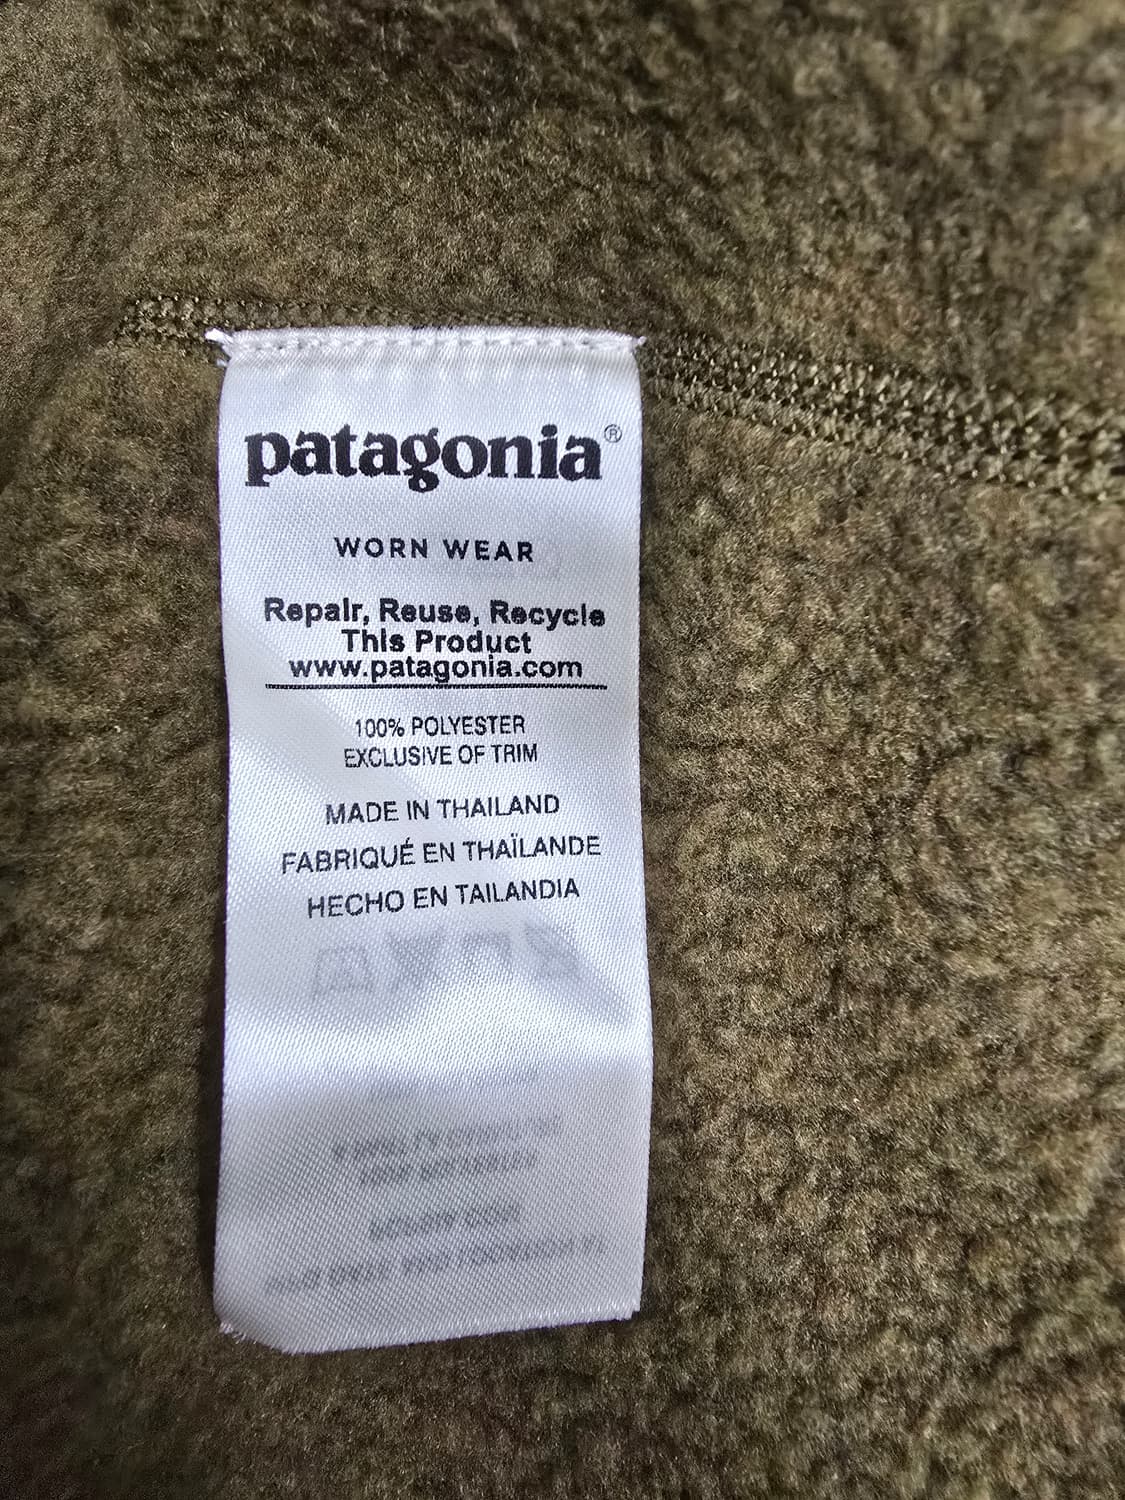 patagonia®
WORN WEAR
Repair, Reuse, Recycle
This Product
www.patagonia.com
100% POLYESTER
EXCLUSIVE OF TRIM
MADE IN THAILAND
FABRIQUÉ EN THAÏLANDE
HECHO EN TAILANDIA